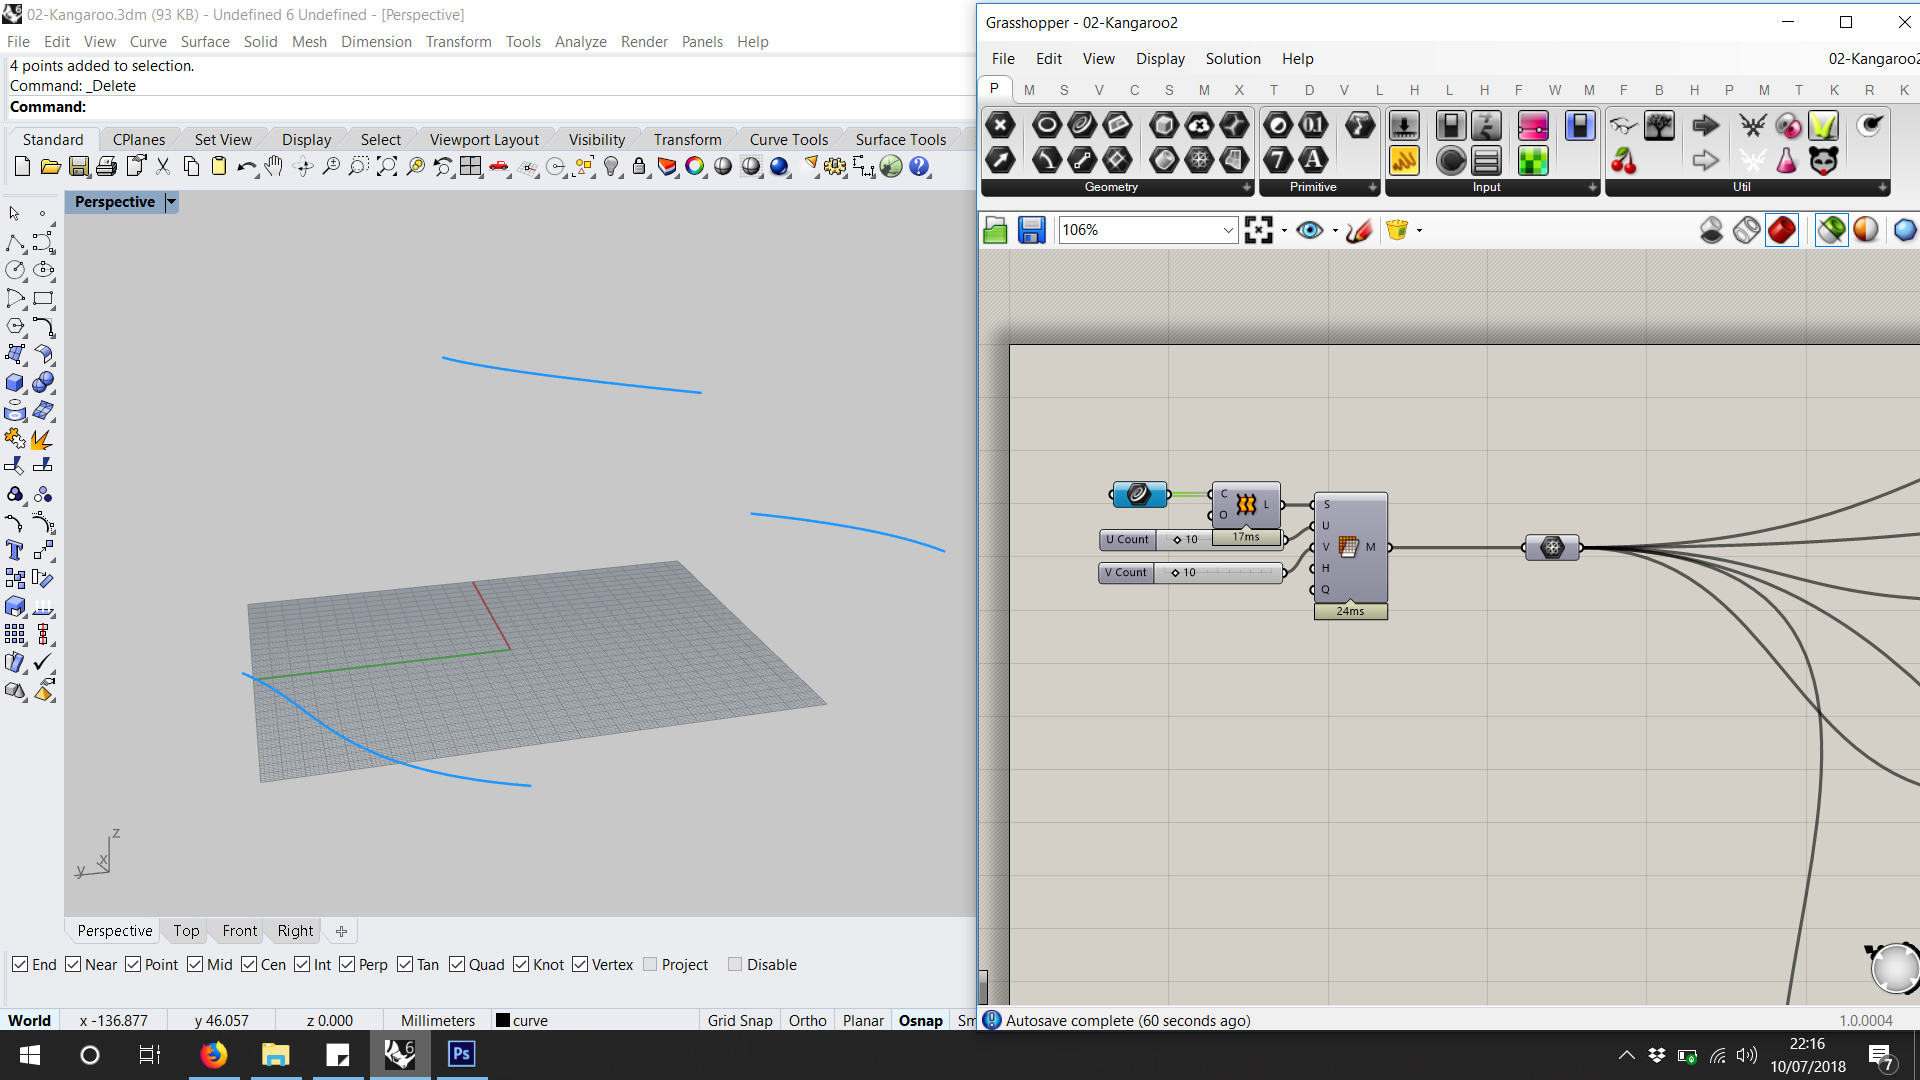 02-Kangaroo.3dm (93 KB) - Undefined 6 Undefined - [Perspective]
File Edit View Curve Surface Solid Mesh Dimension Transform Tools Analyze Render Panels Help
4 points added to selection.
Command: _Delete
Command:
Standard CPlanes Set View Display Select Viewport Layout Visibility Transform Curve Tools Surface Tools
Perspective
z
x
y
Perspective Top Front Right
End Near Point Mid Cen Int Perp Tan Quad Knot Vertex Project Disable
World x -136.877 y 46.057 z 0.000 Millimeters curve Grid Snap Ortho Planar Osnap Sm
Grasshopper - 02-Kangaroo2
File Edit View Display Solution Help 02-Kangaroo2
P M S V C S M X T D V L H L H F W M F B H P M T K R K
Geometry Primitive Input Util
106%
C L
O
17ms
U Count 10
V Count 10
S
U
V M
H
Q
24ms
Autosave complete (60 seconds ago) 1.0.0004
6 Ps
22:16
10/07/2018
7